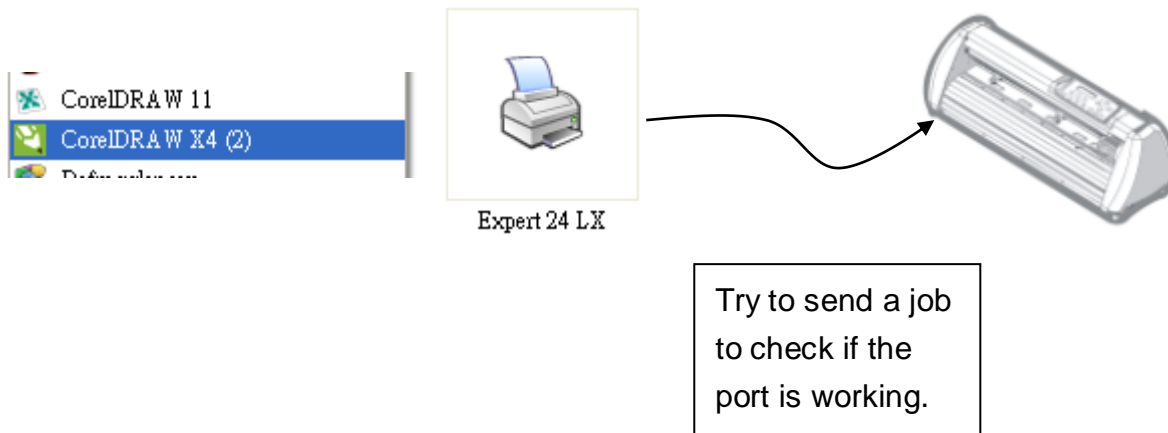 CorelDRAW 11
CorelDRAW X4 (2)
Expert 24 LX
Try to send a job
to check if the
port is working.